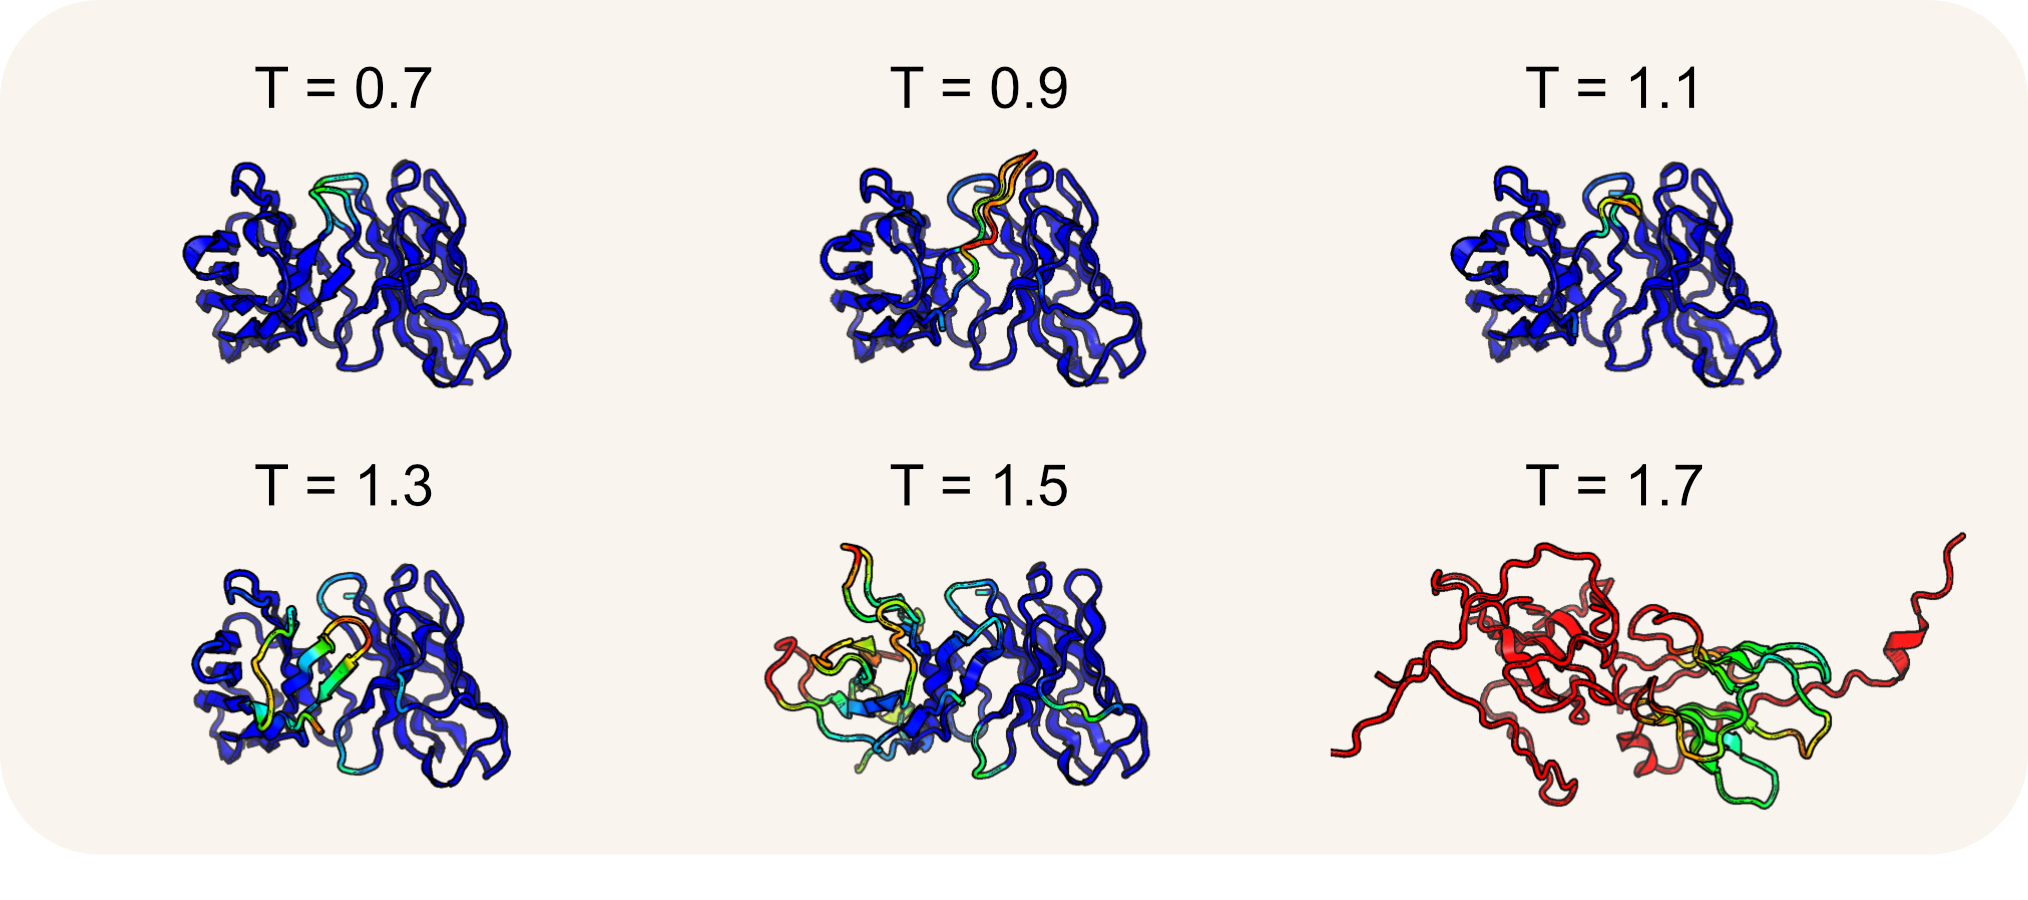 T = 0.7
T = 0.9
T = 1.1
T = 1.3
T = 1.5
T = 1.7